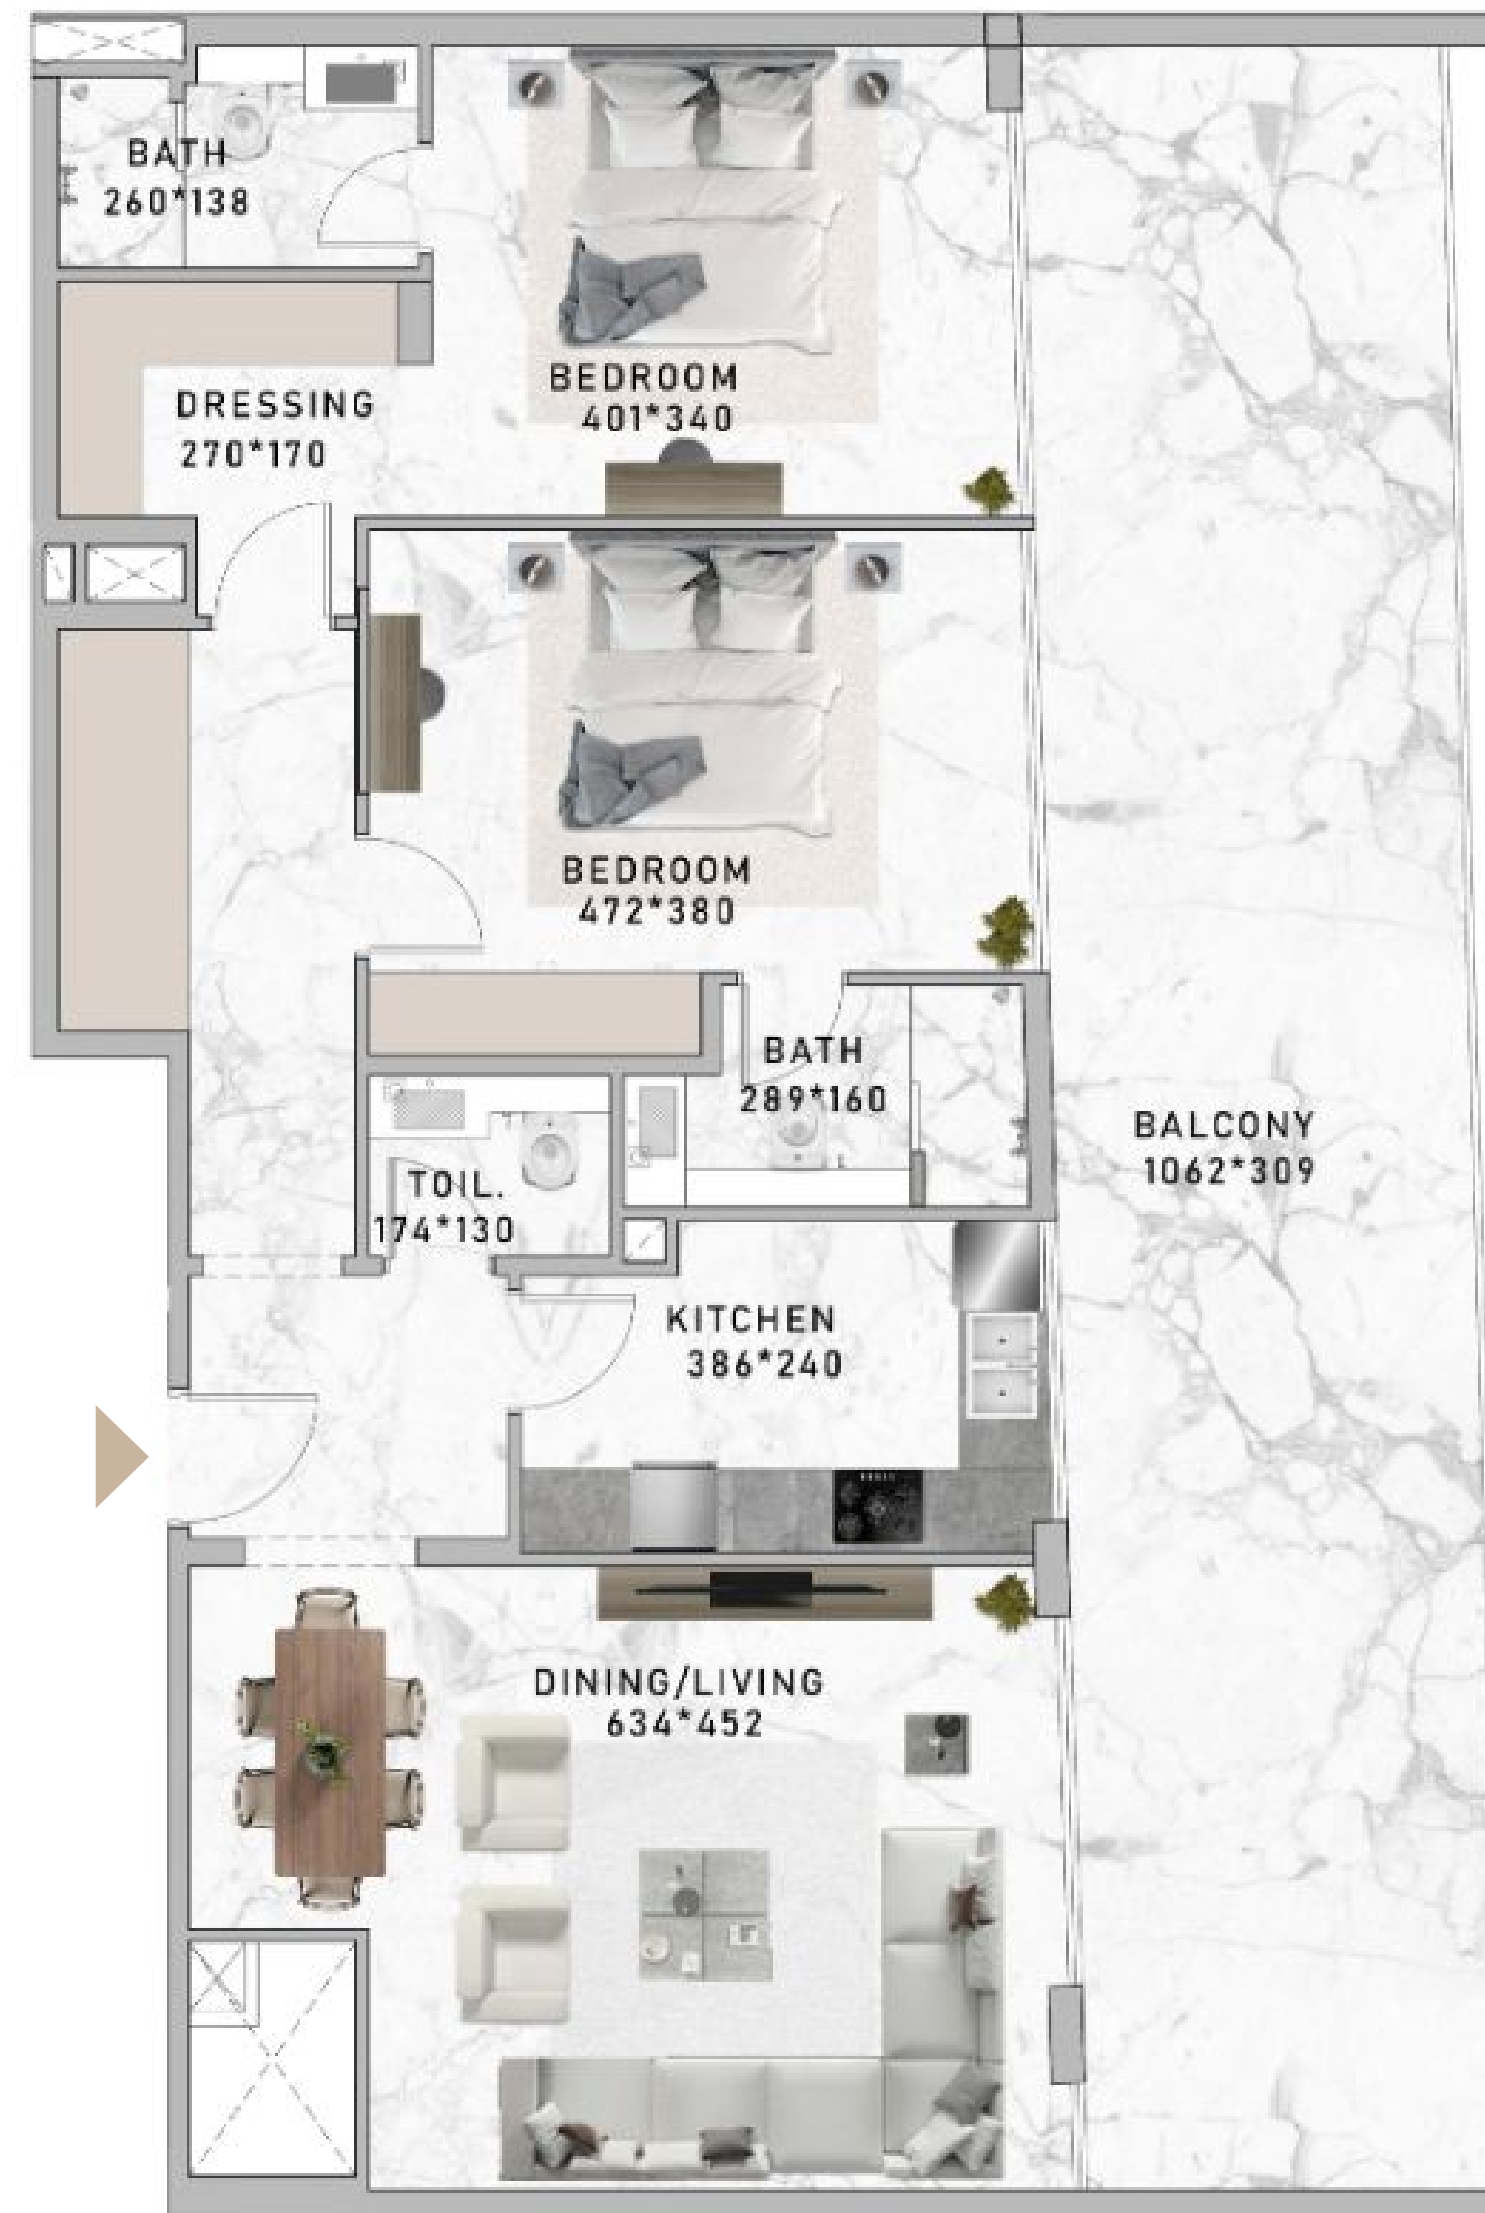 BATH
260*138
DRESSING
270*170
BEDROOM
401*340
BEDROOM
472*380
BATH
289*160
TOIL.
174*130
BALCONY
1062*309
KITCHEN
386*240
DINING/LIVING
634*452